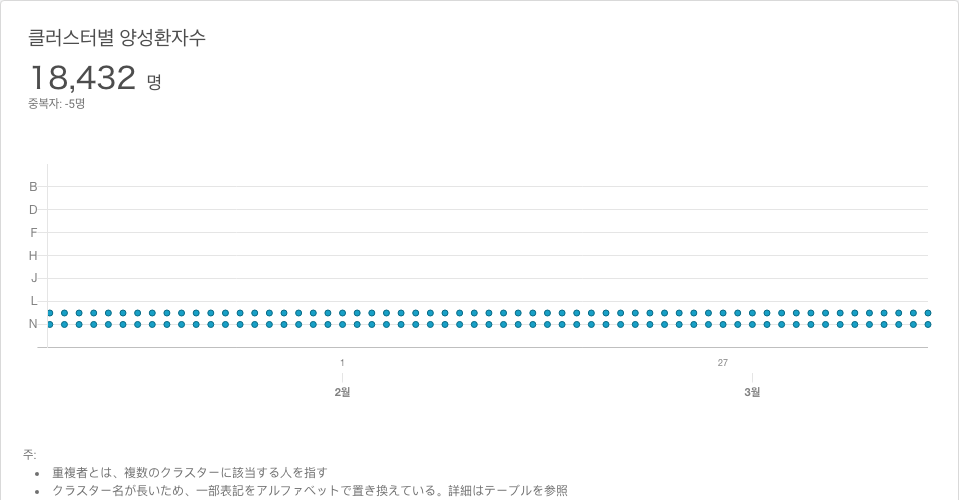 클러스터별 양성환자수
18,432 명
중복자: -5명
B
D
F
H
J
L
N
1 27
2월 3월
주:
重複者とは、複数のクラスターに該当する人を指す
クラスター名が長いため、一部表記をアルファベットで置き換えている。詳細はテーブルを参照